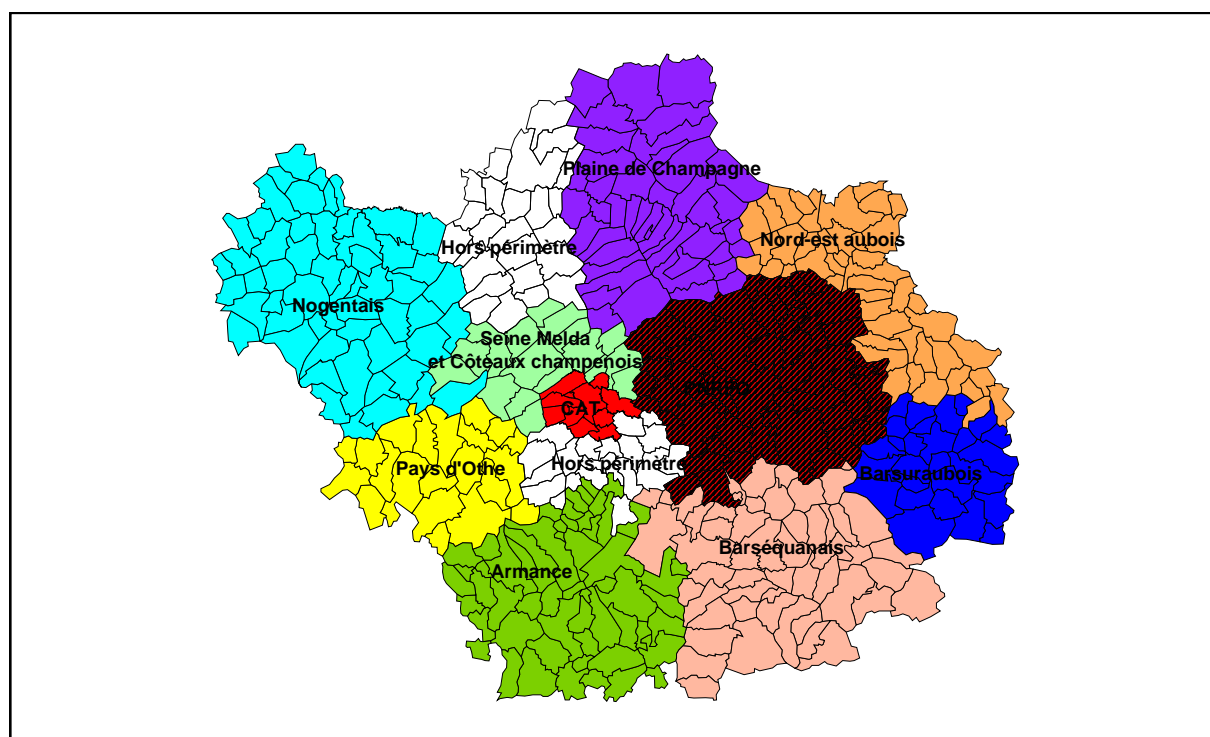 Plaine de Champagne
Nord-est aubois
Hors périmètre
Nogentais
Seine Melda
et Côteaux champenois
CAT
Pays d'Othe
Hors périmètre
Barsuraubois
Barséquanais
Armance